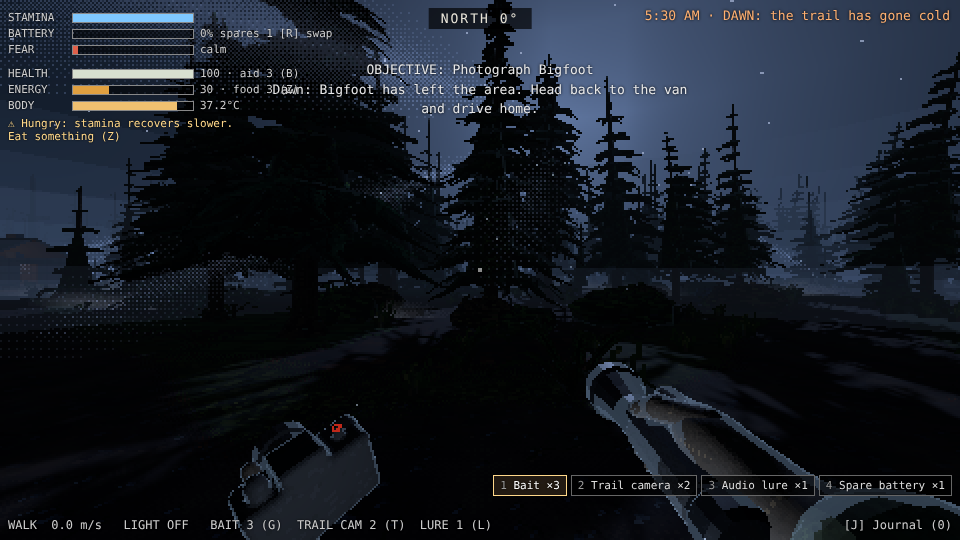 STAMINA
BATTERY 0% spares 1 [R] swap
FEAR calm
HEALTH 100 · aid 3 (B)
ENERGY 30 · food 3 (Z)
BODY 37.2°C
⚠ Hungry: stamina recovers slower.
Eat something (Z)
NORTH 0°
5:30 AM · DAWN: the trail has gone cold
OBJECTIVE: Photograph Bigfoot
Dawn: Bigfoot has left the area. Head back to the van
and drive home.
1 Bait ×3 2 Trail camera ×2 3 Audio lure ×1 4 Spare battery ×1
WALK 0.0 m/s LIGHT OFF BAIT 3 (G) TRAIL CAM 2 (T) LURE 1 (L) [J] Journal (0)